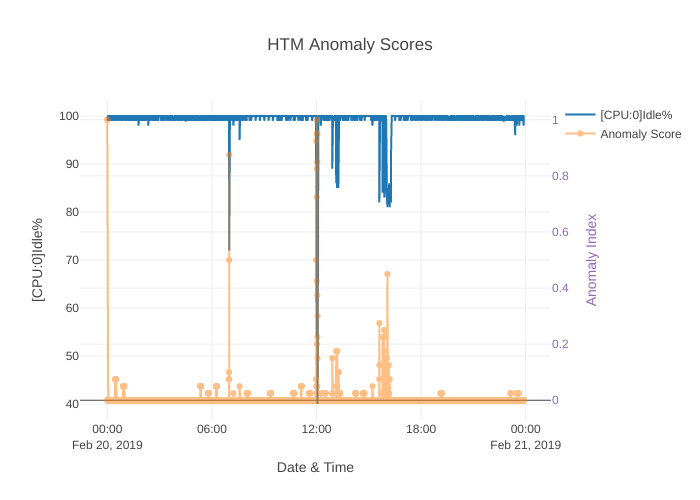 HTM Anomaly Scores
100
90
80
70
60
50
40
[CPU:0]Idle%
1
0.8
0.6
0.4
0.2
0
Anomaly Index
[CPU:0]Idle%
Anomaly Score
00:00
Feb 20, 2019
06:00
12:00
18:00
00:00
Feb 21, 2019
Date & Time